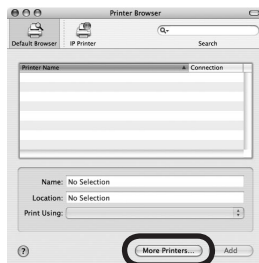 Printer Browser
Default Browser
IP Printer
Search
Printer Name
Connection
Name: No Selection
Location: No Selection
Print Using:
?
More Printers...
Add